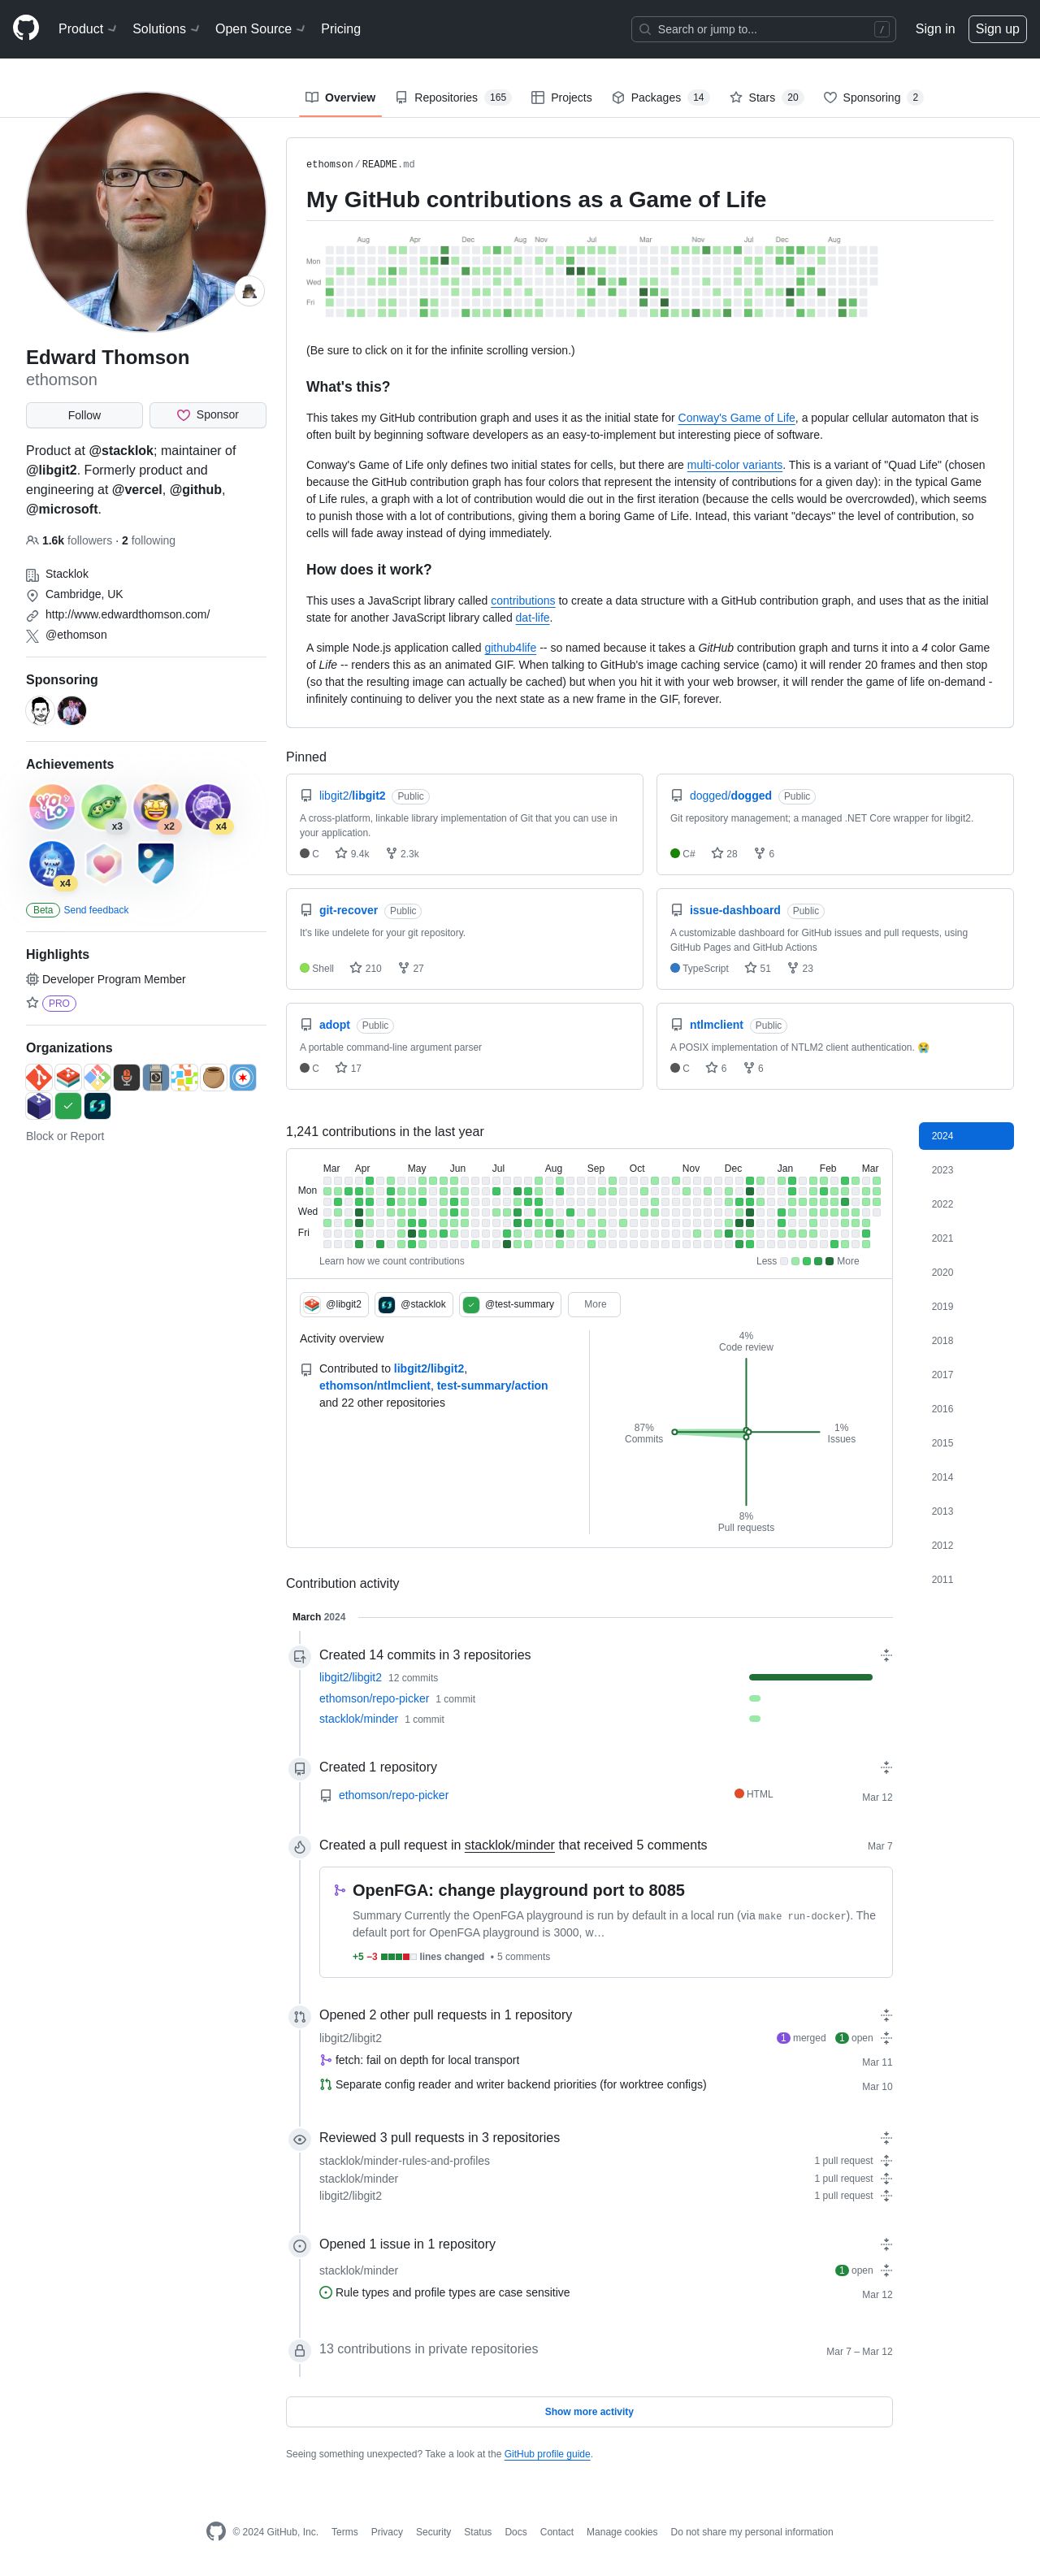 Product
Solutions
Open Source
Pricing
Search or jump to...
/
Sign in
Sign up
Overview
Repositories 165
Projects
Packages 14
Stars 20
Sponsoring 2
Edward Thomson
ethomson
Follow
Sponsor
Product at @stacklok; maintainer of
@libgit2. Formerly product and
engineering at @vercel, @github,
@microsoft.
1.6k followers · 2 following
Stacklok
Cambridge, UK
http://www.edwardthomson.com/
@ethomson
Sponsoring
Achievements
YOLO
x3
x2
x4
x4
Beta Send feedback
Highlights
Developer Program Member
PRO
Organizations
Block or Report
ethomson/README.md
My GitHub contributions as a Game of Life
Aug Apr Dec Aug Nov Jul Mar Nov Jul Dec Aug
Mon
Wed
Fri
(Be sure to click on it for the infinite scrolling version.)
What's this?
This takes my GitHub contribution graph and uses it as the initial state for Conway's Game of Life, a popular cellular automaton that is
often built by beginning software developers as an easy-to-implement but interesting piece of software.
Conway's Game of Life only defines two initial states for cells, but there are multi-color variants. This is a variant of "Quad Life" (chosen
because the GitHub contribution graph has four colors that represent the intensity of contributions for a given day): in the typical Game
of Life rules, a graph with a lot of contribution would die out in the first iteration (because the cells would be overcrowded), which seems
to punish those with a lot of contributions, giving them a boring Game of Life. Intead, this variant "decays" the level of contribution, so
cells will fade away instead of dying immediately.
How does it work?
This uses a JavaScript library called contributions to create a data structure with a GitHub contribution graph, and uses that as the initial
state for another JavaScript library called dat-life.
A simple Node.js application called github4life -- so named because it takes a GitHub contribution graph and turns it into a 4 color Game
of Life -- renders this as an animated GIF. When talking to GitHub's image caching service (camo) it will render 20 frames and then stop
(so that the resulting image can actually be cached) but when you hit it with your web browser, it will render the game of life on-demand -
infinitely continuing to deliver you the next state as a new frame in the GIF, forever.
Pinned
libgit2/libgit2 Public
A cross-platform, linkable library implementation of Git that you can use in
your application.
C 9.4k 2.3k
dogged/dogged Public
Git repository management; a managed .NET Core wrapper for libgit2.
C# 28 6
git-recover Public
It's like undelete for your git repository.
Shell 210 27
issue-dashboard Public
A customizable dashboard for GitHub issues and pull requests, using
GitHub Pages and GitHub Actions
TypeScript 51 23
adopt Public
A portable command-line argument parser
C 17
ntlmclient Public
A POSIX implementation of NTLM2 client authentication. 😭
C 6 6
1,241 contributions in the last year
Mar Apr May Jun Jul Aug Sep Oct Nov Dec Jan Feb Mar
Mon
Wed
Fri
Learn how we count contributions
Less More
@libgit2
@stacklok
@test-summary
More
Activity overview
Contributed to libgit2/libgit2,
ethomson/ntlmclient, test-summary/action
and 22 other repositories
4%
Code review
87%
Commits
1%
Issues
8%
Pull requests
2024
2023
2022
2021
2020
2019
2018
2017
2016
2015
2014
2013
2012
2011
Contribution activity
March 2024
Created 14 commits in 3 repositories
libgit2/libgit2 12 commits
ethomson/repo-picker 1 commit
stacklok/minder 1 commit
Created 1 repository
ethomson/repo-picker HTML Mar 12
Created a pull request in stacklok/minder that received 5 comments Mar 7
OpenFGA: change playground port to 8085
Summary Currently the OpenFGA playground is run by default in a local run (via make run-docker). The
default port for OpenFGA playground is 3000, w…
+5 −3 lines changed • 5 comments
Opened 2 other pull requests in 1 repository
libgit2/libgit2 1 merged 1 open
fetch: fail on depth for local transport Mar 11
Separate config reader and writer backend priorities (for worktree configs) Mar 10
Reviewed 3 pull requests in 3 repositories
stacklok/minder-rules-and-profiles 1 pull request
stacklok/minder 1 pull request
libgit2/libgit2 1 pull request
Opened 1 issue in 1 repository
stacklok/minder 1 open
Rule types and profile types are case sensitive Mar 12
13 contributions in private repositories Mar 7 – Mar 12
Show more activity
Seeing something unexpected? Take a look at the GitHub profile guide.
© 2024 GitHub, Inc. Terms Privacy Security Status Docs Contact Manage cookies Do not share my personal information